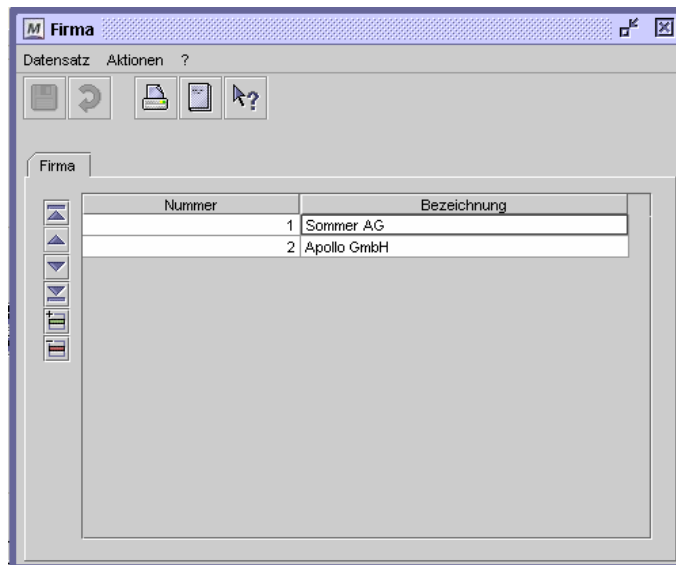 M Firma
Datensatz Aktionen ?
?
Firma
Nummer Bezeichnung
1 Sommer AG
2 Apollo GmbH